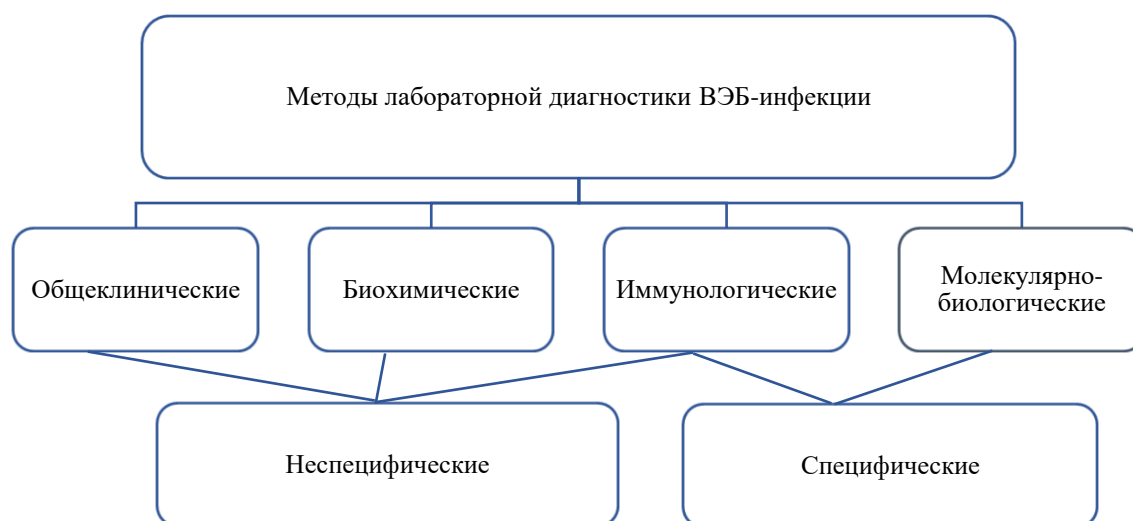 Методы лабораторной диагностики ВЭБ-инфекции
Общеклинические
Биохимические
Иммунологические
Молекулярно-
биологические
Неспецифические
Специфические